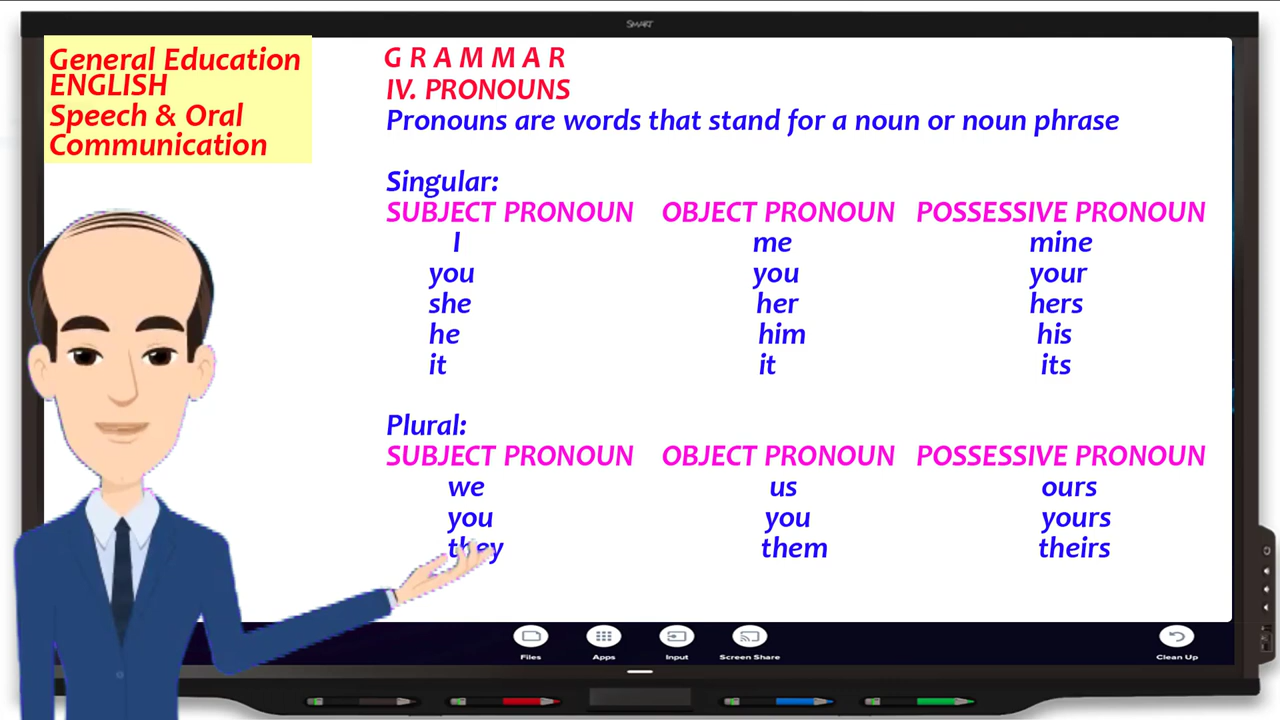 SMART
General Education
ENGLISH
Speech & Oral
Communication
G R A M M A R
IV. PRONOUNS
Pronouns are words that stand for a noun or noun phrase
Singular:
SUBJECT PRONOUN OBJECT PRONOUN POSSESSIVE PRONOUN
I me mine
you you your
she her hers
he him his
it it its
Plural:
SUBJECT PRONOUN OBJECT PRONOUN POSSESSIVE PRONOUN
we us ours
you you yours
they them theirs
Files Apps Input Screen Share Clean Up